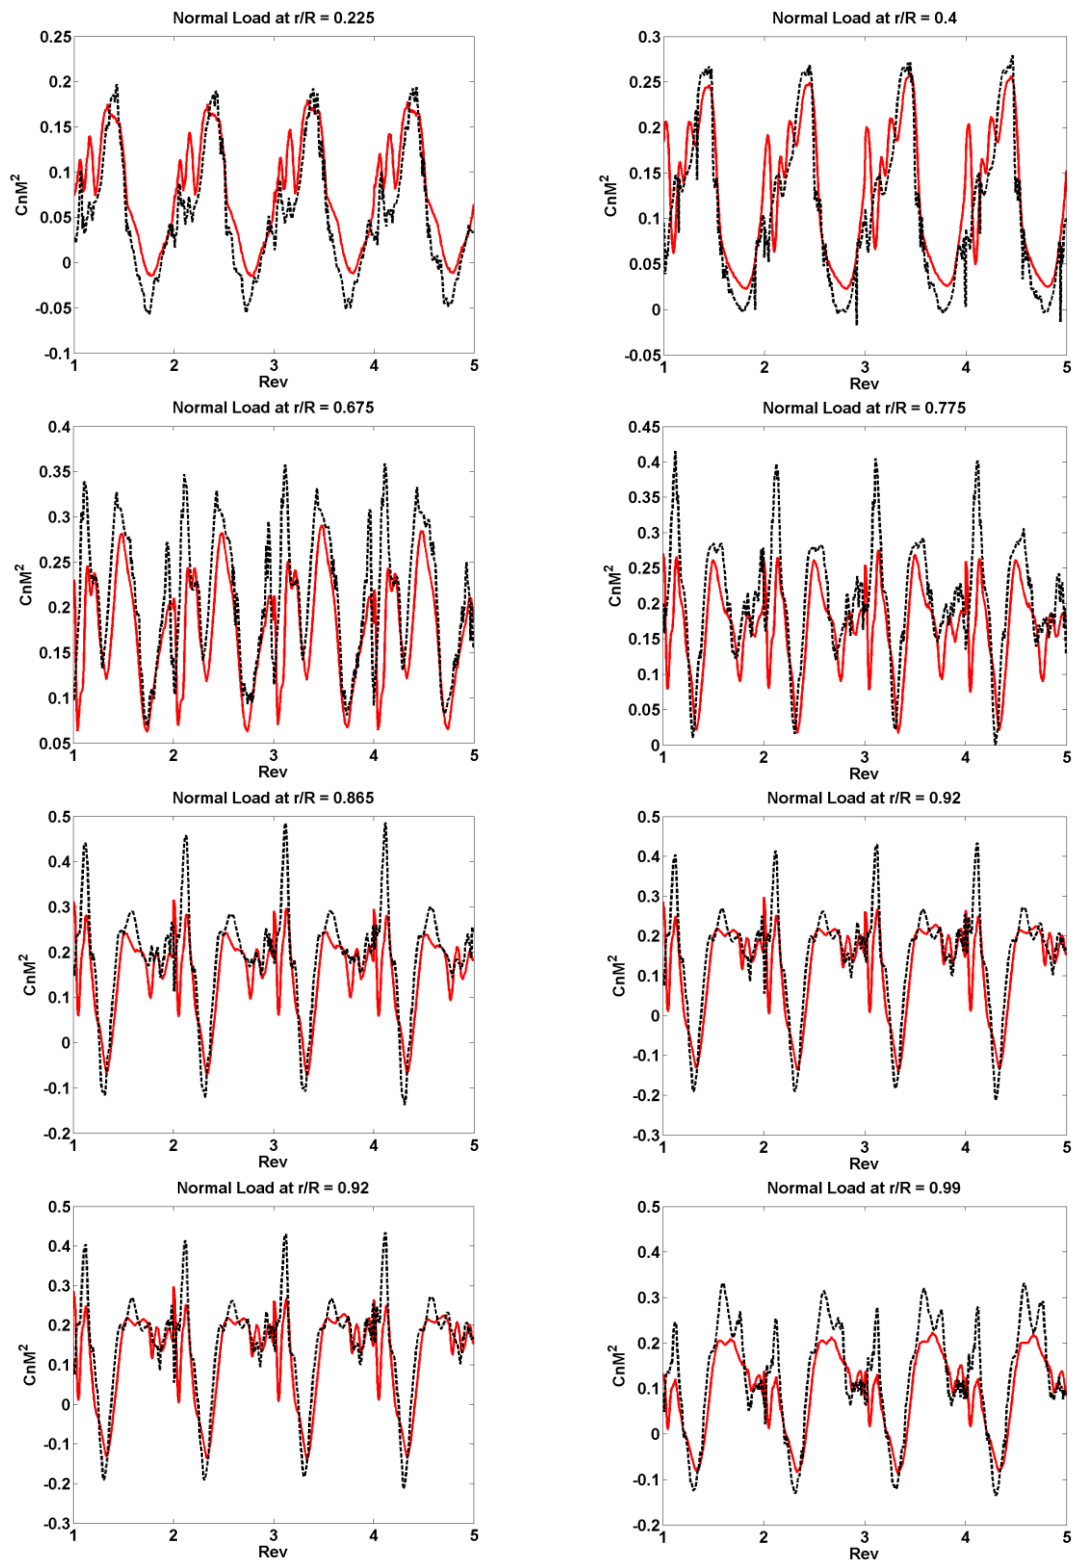 Normal Load at r/R = 0.225
0.25
0.2
0.15
0.1
0.05
0
-0.05
-0.1
CnM²
1 2 3 4 5
Rev
Normal Load at r/R = 0.4
0.3
0.25
0.2
0.15
0.1
0.05
0
-0.05
CnM²
1 2 3 4 5
Rev
Normal Load at r/R = 0.675
0.4
0.35
0.3
0.25
0.2
0.15
0.1
0.05
CnM²
1 2 3 4 5
Rev
Normal Load at r/R = 0.775
0.45
0.4
0.35
0.3
0.25
0.2
0.15
0.1
0.05
0
CnM²
1 2 3 4 5
Rev
Normal Load at r/R = 0.865
0.5
0.4
0.3
0.2
0.1
0
-0.1
-0.2
CnM²
1 2 3 4 5
Rev
Normal Load at r/R = 0.92
0.5
0.4
0.3
0.2
0.1
0
-0.1
-0.2
-0.3
CnM²
1 2 3 4 5
Rev
Normal Load at r/R = 0.92
0.5
0.4
0.3
0.2
0.1
0
-0.1
-0.2
-0.3
CnM²
1 2 3 4 5
Rev
Normal Load at r/R = 0.99
0.5
0.4
0.3
0.2
0.1
0
-0.1
-0.2
CnM²
1 2 3 4 5
Rev